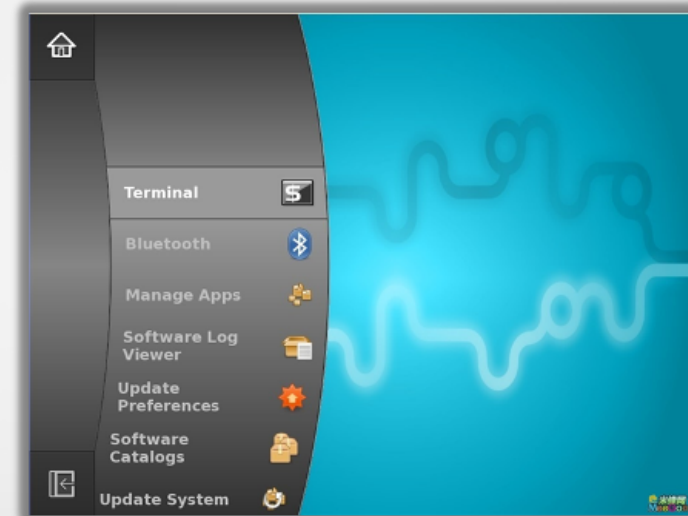 Terminal
$
Bluetooth
Manage Apps
Software Log
Viewer
Update
Preferences
Software
Catalogs
Update System